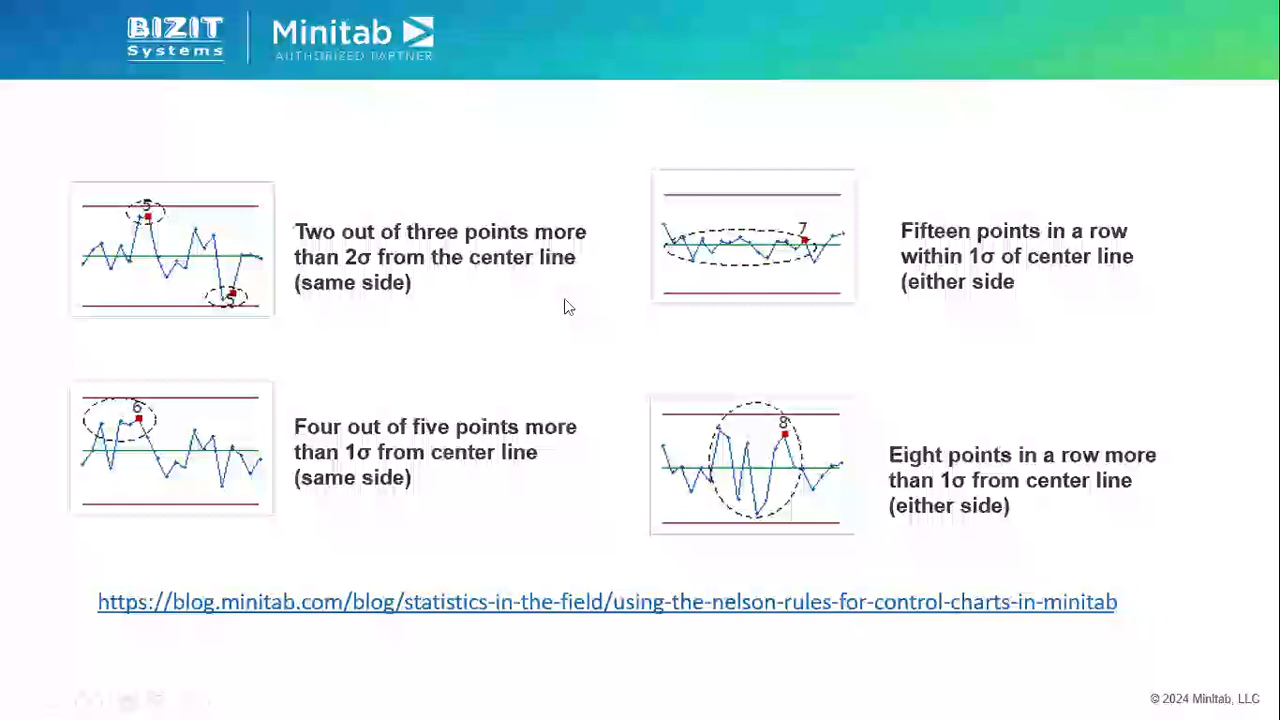 BIZIT
Systems
Minitab
AUTHORIZED PARTNER
5
5
Two out of three points more
than 2σ from the center line
(same side)
7
Fifteen points in a row
within 1σ of center line
(either side
6
Four out of five points more
than 1σ from center line
(same side)
8
Eight points in a row more
than 1σ from center line
(either side)
https://blog.minitab.com/blog/statistics-in-the-field/using-the-nelson-rules-for-control-charts-in-minitab
© 2024 Minitab, LLC